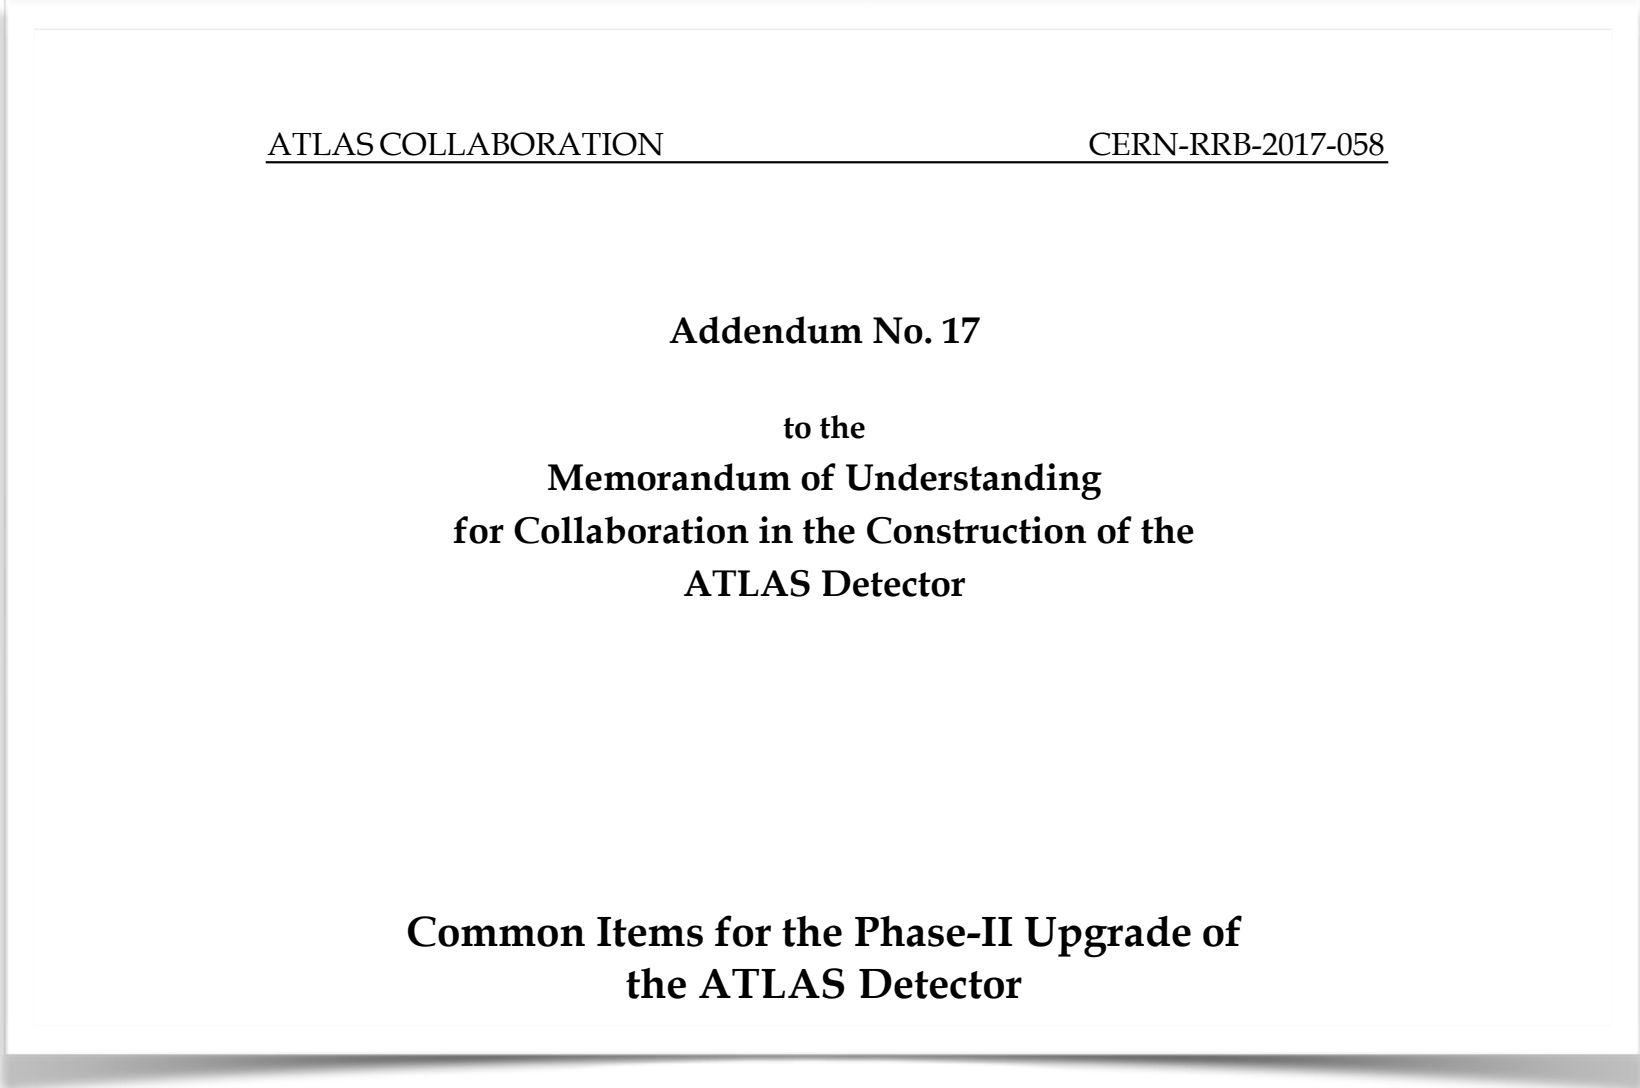 ATLAS COLLABORATION CERN-RRB-2017-058
Addendum No. 17
to the
Memorandum of Understanding
for Collaboration in the Construction of the
ATLAS Detector
Common Items for the Phase-II Upgrade of
the ATLAS Detector